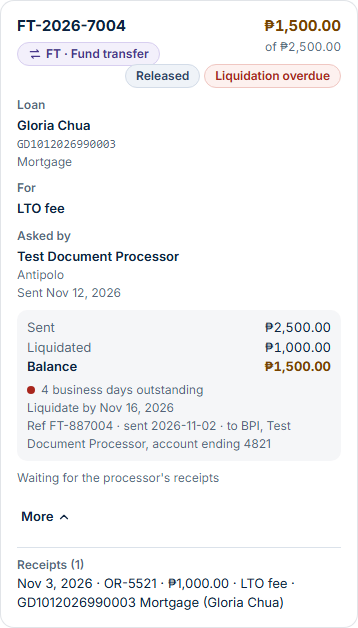 FT-2026-7004
₱1,500.00
FT · Fund transfer
of ₱2,500.00
Released
Liquidation overdue
Loan
Gloria Chua
GD1012026990003
Mortgage
For
LTO fee
Asked by
Test Document Processor
Antipolo
Sent Nov 12, 2026
Sent ₱2,500.00
Liquidated ₱1,000.00
Balance ₱1,500.00
4 business days outstanding
Liquidate by Nov 16, 2026
Ref FT-887004 · sent 2026-11-02 · to BPI, Test
Document Processor, account ending 4821
Waiting for the processor's receipts
More
Receipts (1)
Nov 3, 2026 · OR-5521 · ₱1,000.00 · LTO fee ·
GD1012026990003 Mortgage (Gloria Chua)